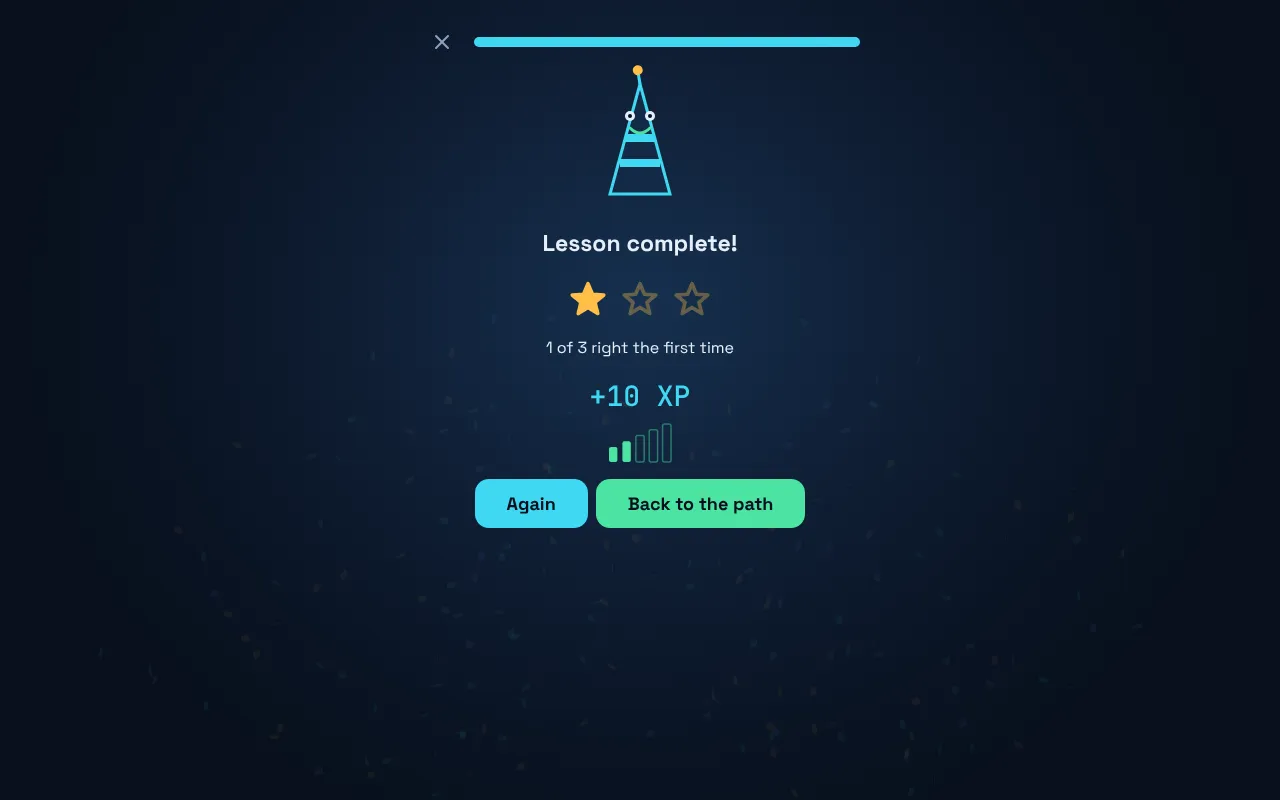 Lesson complete!
1 of 3 right the first time
+10 XP
Again
Back to the path